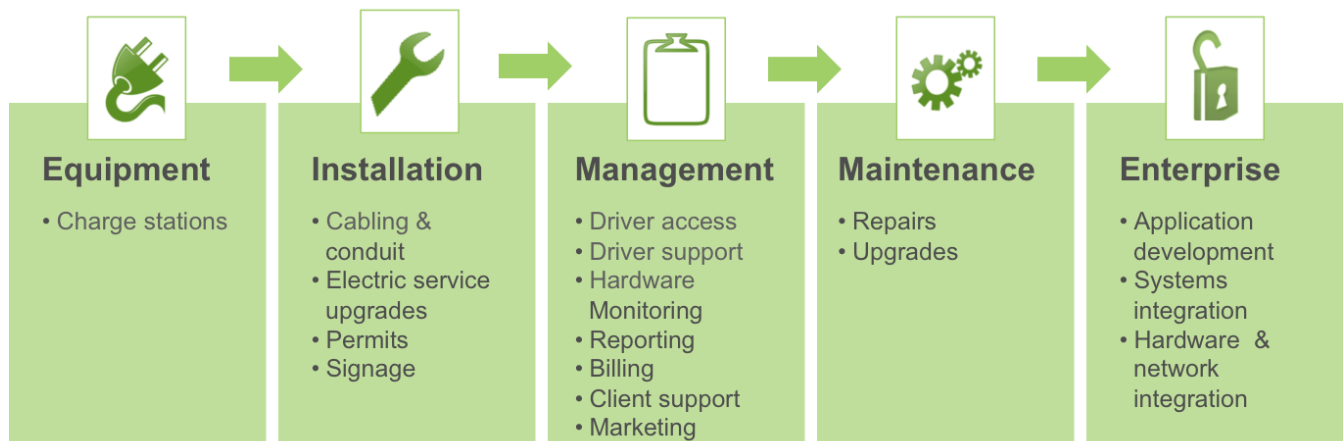 Equipment
• Charge stations
Installation
• Cabling &
conduit
• Electric service
upgrades
• Permits
• Signage
Management
• Driver access
• Driver support
• Hardware
Monitoring
• Reporting
• Billing
• Client support
• Marketing
Maintenance
• Repairs
• Upgrades
Enterprise
• Application
development
• Systems
integration
• Hardware &
network
integration